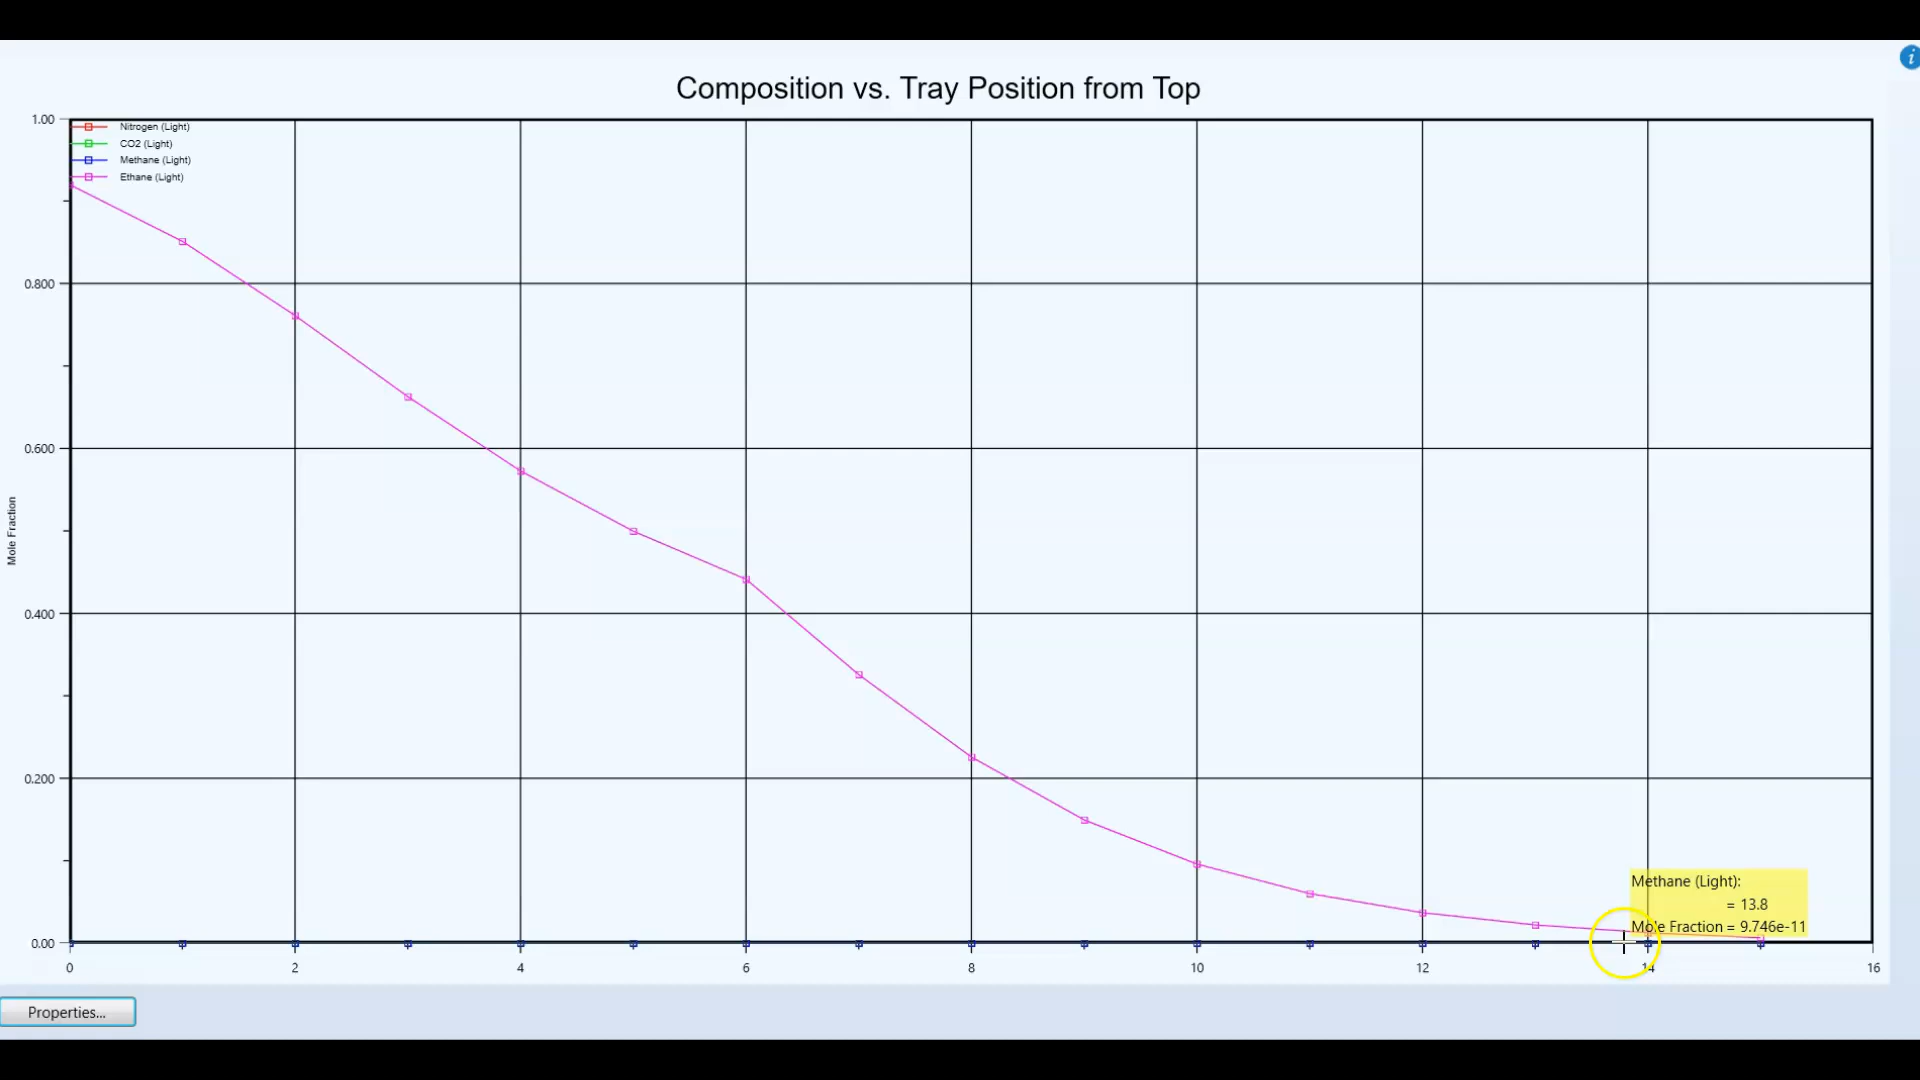 Composition vs. Tray Position from Top
Nitrogen (Light)
CO2 (Light)
Methane (Light)
Ethane (Light)
1.00
0.800
0.600
0.400
0.200
0.00
Mole Fraction
Methane (Light):
= 13.8
Mole Fraction = 9.746e-11
0 2 4 6 8 10 12 14 16
Properties...
i